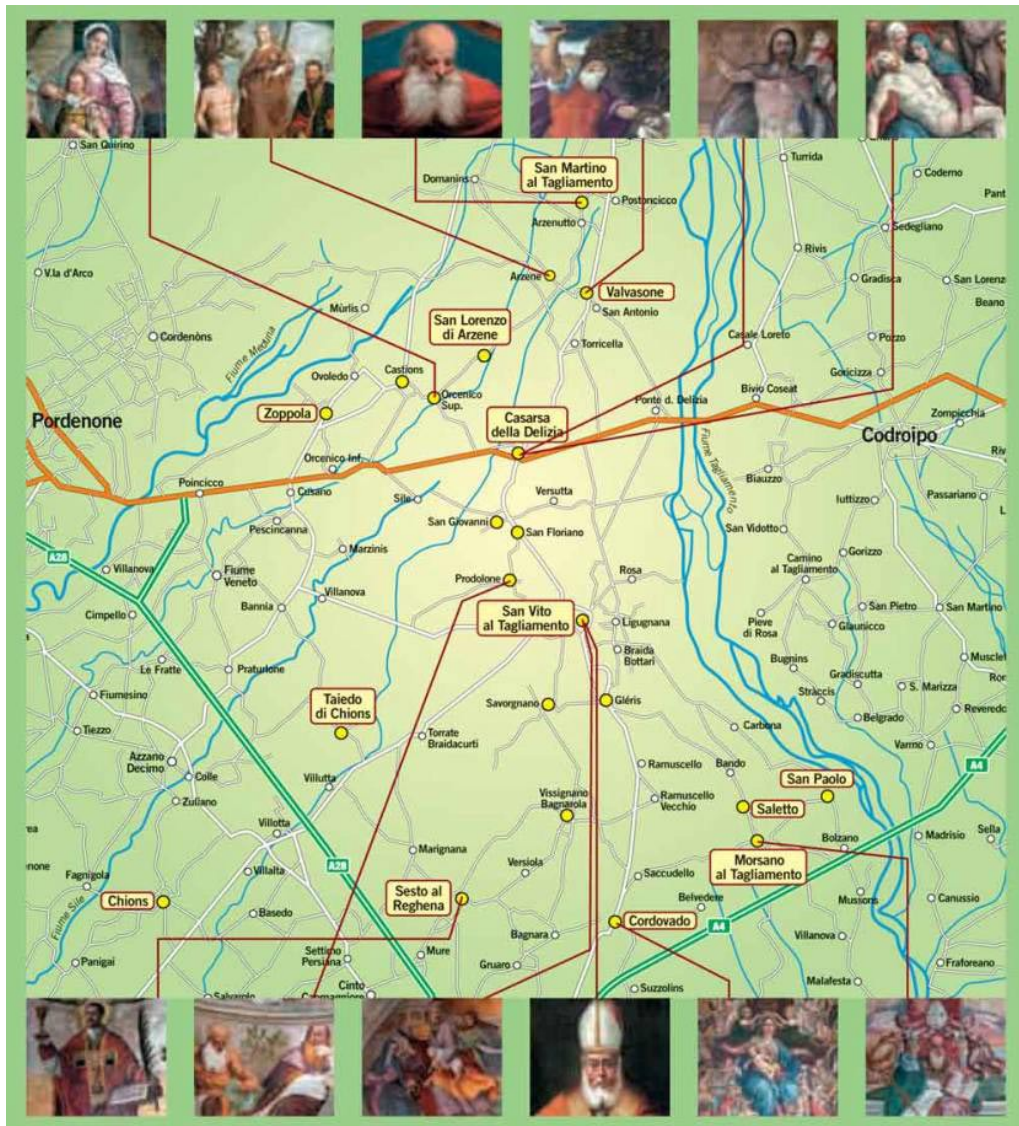 San Quirino
San Martino
al Tagliamento
Turrida
Domanins
Coderno
Postoncicco
Arzenutto
Sedegliano
Rivis
V.la d'Arco
Arzene
Gradisca
San Lorenzo
Valvasone
Beano
Mùrlis
San Antonio
San Lorenzo
di Arzene
Cordenòns
Fiume Meduna
Casale Loreto
Pozzo
Torricella
Ovoledo
Castions
Goricizza
Orcenico
Sup.
Bivio Coseat
Zoppola
Ponte d. Delizia
Pordenone
Casarsa
della Delizia
Zompicchia
Codroipo
Fiume Tagliamento
Orcenico Inf.
Biauzzo
Poincicco
Cusano
Sile
Versutta
Iutizzo
Passariano
San Giovanni
San Floriano
San Vidotto
Pescincanna
A28
Marzinis
Gorizzo
Villanova
Fiume
Veneto
Camino
al Tagliamento
Prodolone
Rosa
Villanova
Bannia
San Pietro
San Martino
Cimpello
San Vito
al Tagliamento
Ligugnana
Pieve
di Rosa
Glaunicco
Braida
Bottari
Le Fratte
Praturlone
Bugnins
Gradiscutta
Fiumesino
Stràccis
S. Marizza
Taiedo
di Chions
Savorgnano
Gléris
Belgrado
Carbona
Tiezzo
Torrate
Braidacurti
Varmo
Azzano
Decimo
Ramuscello
Bando
A4
Colle
Villutta
San Paolo
Zuliano
Vissignano
Bagnarola
Ramuscello
Vecchio
Saletto
Villotta
Bolzano
Madrisio
Sella
Marignana
Morsano
al Tagliamento
A28
Versiola
Villalta
Saccudello
Fagnigola
Chions
Sesto al
Reghena
Belvedere
Mussons
Canussio
Fiume Sile
Basedo
Cordovado
A4
Bagnara
Villanova
Settimo
Persiana
Mure
Panigai
Gruaro
Fraforeano
Cinto
Suzzolins
Malafesta